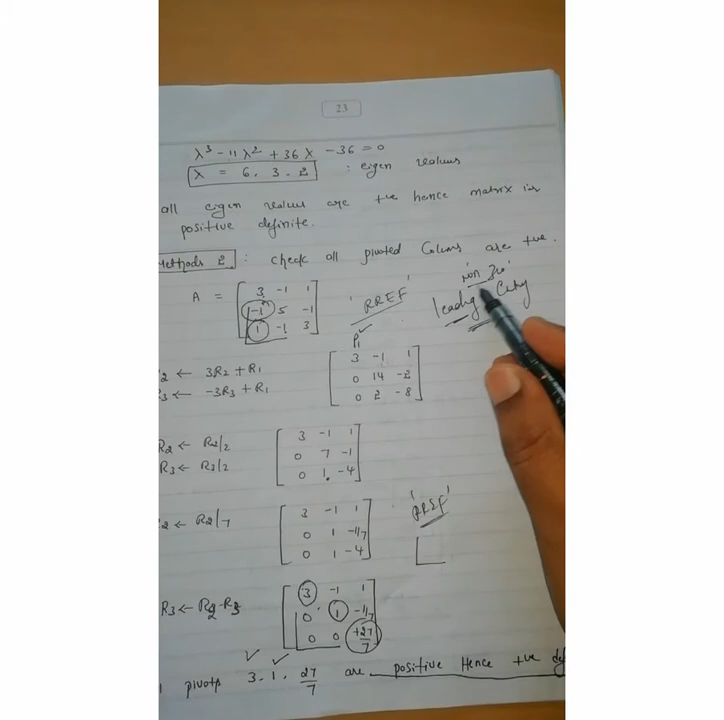 23
λ³ - 11λ² + 36λ - 36 = 0
λ = 6, 3, 2 : eigen values
all eigen values are +ve hence matrix is
positive definite.
Methods 2 : check all pivoted Columns are +ve.
'non zero'
A = [ 3 -1 1 'RREF' leading
-1 5 -1
1 -1 3 ]
P₁ ✓
R₂ ← 3R₂ + R₁ [ 3 -1 1
R₃ ← -3R₃ + R₁ 0 14 -2
0 2 -8 ]
R₂ ← R₂/2 [ 3 -1 1
R₃ ← R₃/2 0 7 -1
0 1 -4 ]
R₂ ← R₂/7 [ 3 -1 1 'RREF'
0 1 -1/7
0 1 -4 ]
R₃ ← R₂-R₃ [ 3 -1 1
0 1 -1/7
0 0 +27/7 ]
pivots 3, 1, 27/7 are positive Hence +ve def